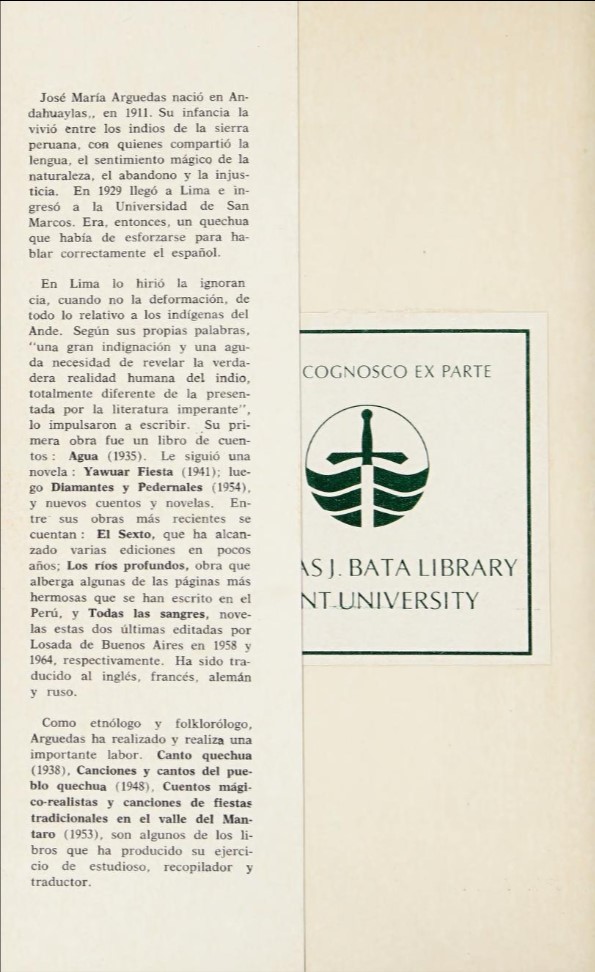 José María Arguedas nació en An-
dahuaylas,, en 1911. Su infancia la
vivió entre los indios de la sierra
peruana, con quienes compartió la
lengua, el sentimiento mágico de la
naturaleza, el abandono y la injus-
ticia. En 1929 llegó a Lima e in-
gresó a la Universidad de San
Marcos. Era, entonces, un quechua
que había de esforzarse para ha-
blar correctamente el español.
En Lima lo hirió la ignoran
cia, cuando no la deformación, de
todo lo relativo a los indígenas del
Ande. Según sus propias palabras,
"una gran indignación y una agu-
da necesidad de revelar la verda-
dera realidad humana del indio,
totalmente diferente de la presen-
tada por la literatura imperante",
lo impulsaron a escribir. Su pri-
mera obra fue un libro de cuen-
tos : Agua (1935). Le siguió una
novela : Yawuar Fiesta (1941); lue-
go Diamantes y Pedernales (1954),
y nuevos cuentos y novelas. En-
tre sus obras más recientes se
cuentan : El Sexto, que ha alcan-
zado varias ediciones en pocos
años; Los ríos profundos, obra que
alberga algunas de las páginas más
hermosas que se han escrito en el
Perú, y Todas las sangres, nove-
las estas dos últimas editadas por
Losada de Buenos Aires en 1958 y
1964, respectivamente. Ha sido tra-
ducido al inglés, francés, alemán
y ruso.
Como etnólogo y folklorólogo,
Arguedas ha realizado y realiza una
importante labor. Canto quechua
(1938), Canciones y cantos del pue-
blo quechua (1948), Cuentos mági-
co-realistas y canciones de fiestas
tradicionales en el valle del Man-
taro (1953), son algunos de los li-
bros que ha producido su ejerci-
cio de estudioso, recopilador y
traductor.
COGNOSCO EX PARTE
AS J. BATA LIBRARY
NT UNIVERSITY